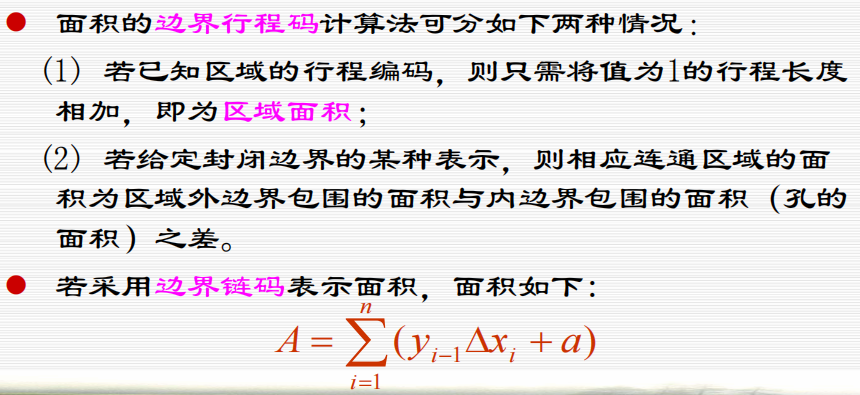 ● 面积的边界行程码计算法可分如下两种情况：
(1) 若已知区域的行程编码，则只需将值为1的行程长度
相加，即为区域面积；
(2) 若给定封闭边界的某种表示，则相应连通区域的面
积为区域外边界包围的面积与内边界包围的面积（孔的
面积）之差。
● 若采用边界链码表示面积，面积如下：
A = ∑_{i=1}^{n} (y_{i−1}Δx_i + a)